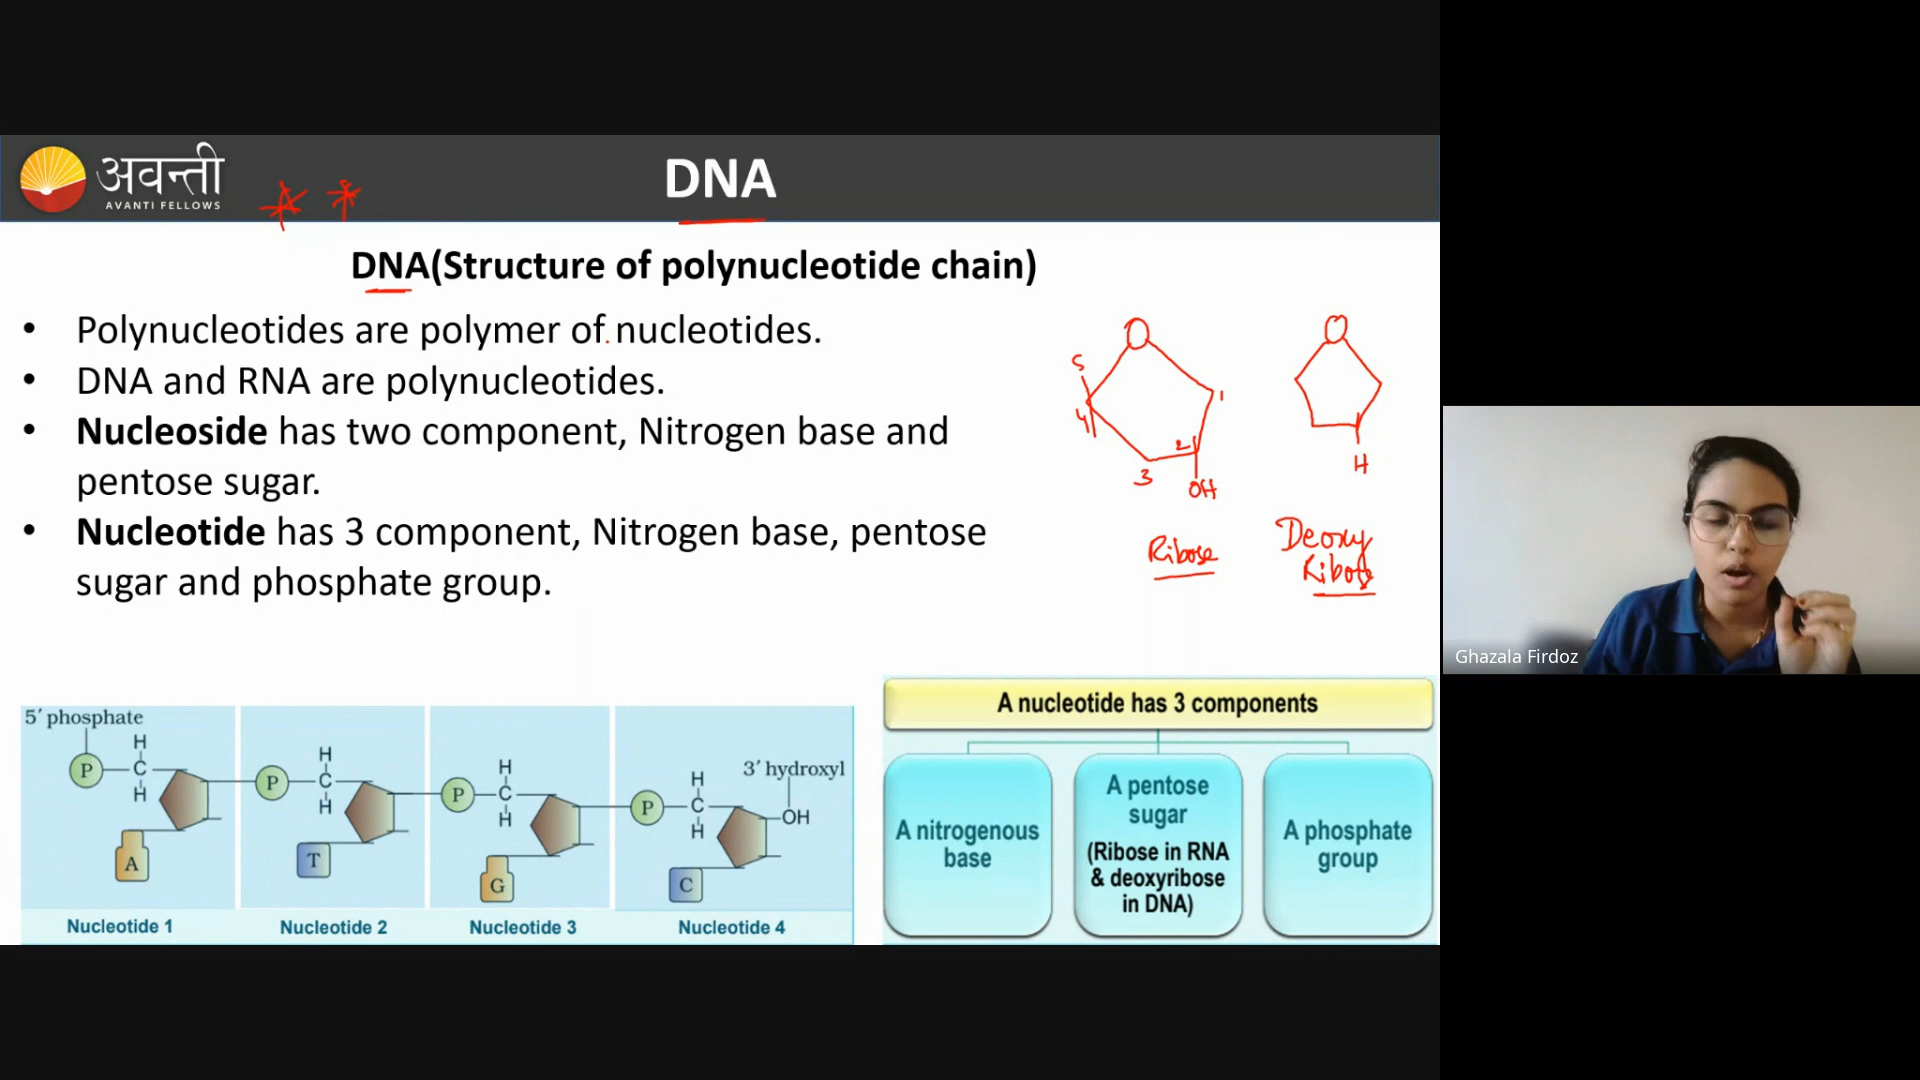 अवन्ती
AVANTI FELLOWS
DNA
DNA(Structure of polynucleotide chain)
• Polynucleotides are polymer of nucleotides.
• DNA and RNA are polynucleotides.
• Nucleoside has two component, Nitrogen base and
pentose sugar.
• Nucleotide has 3 component, Nitrogen base, pentose
sugar and phosphate group.
O
5
4
1
2
3
OH
Ribose
O
H
Deoxy
Ribose
5′ phosphate
P
H
C
H
A
Nucleotide 1
P
H
C
H
T
Nucleotide 2
P
H
C
H
G
Nucleotide 3
P
H
C
H
3′ hydroxyl
OH
C
Nucleotide 4
A nucleotide has 3 components
A nitrogenous
base
A pentose
sugar
(Ribose in RNA
& deoxyribose
in DNA)
A phosphate
group
Ghazala Firdoz